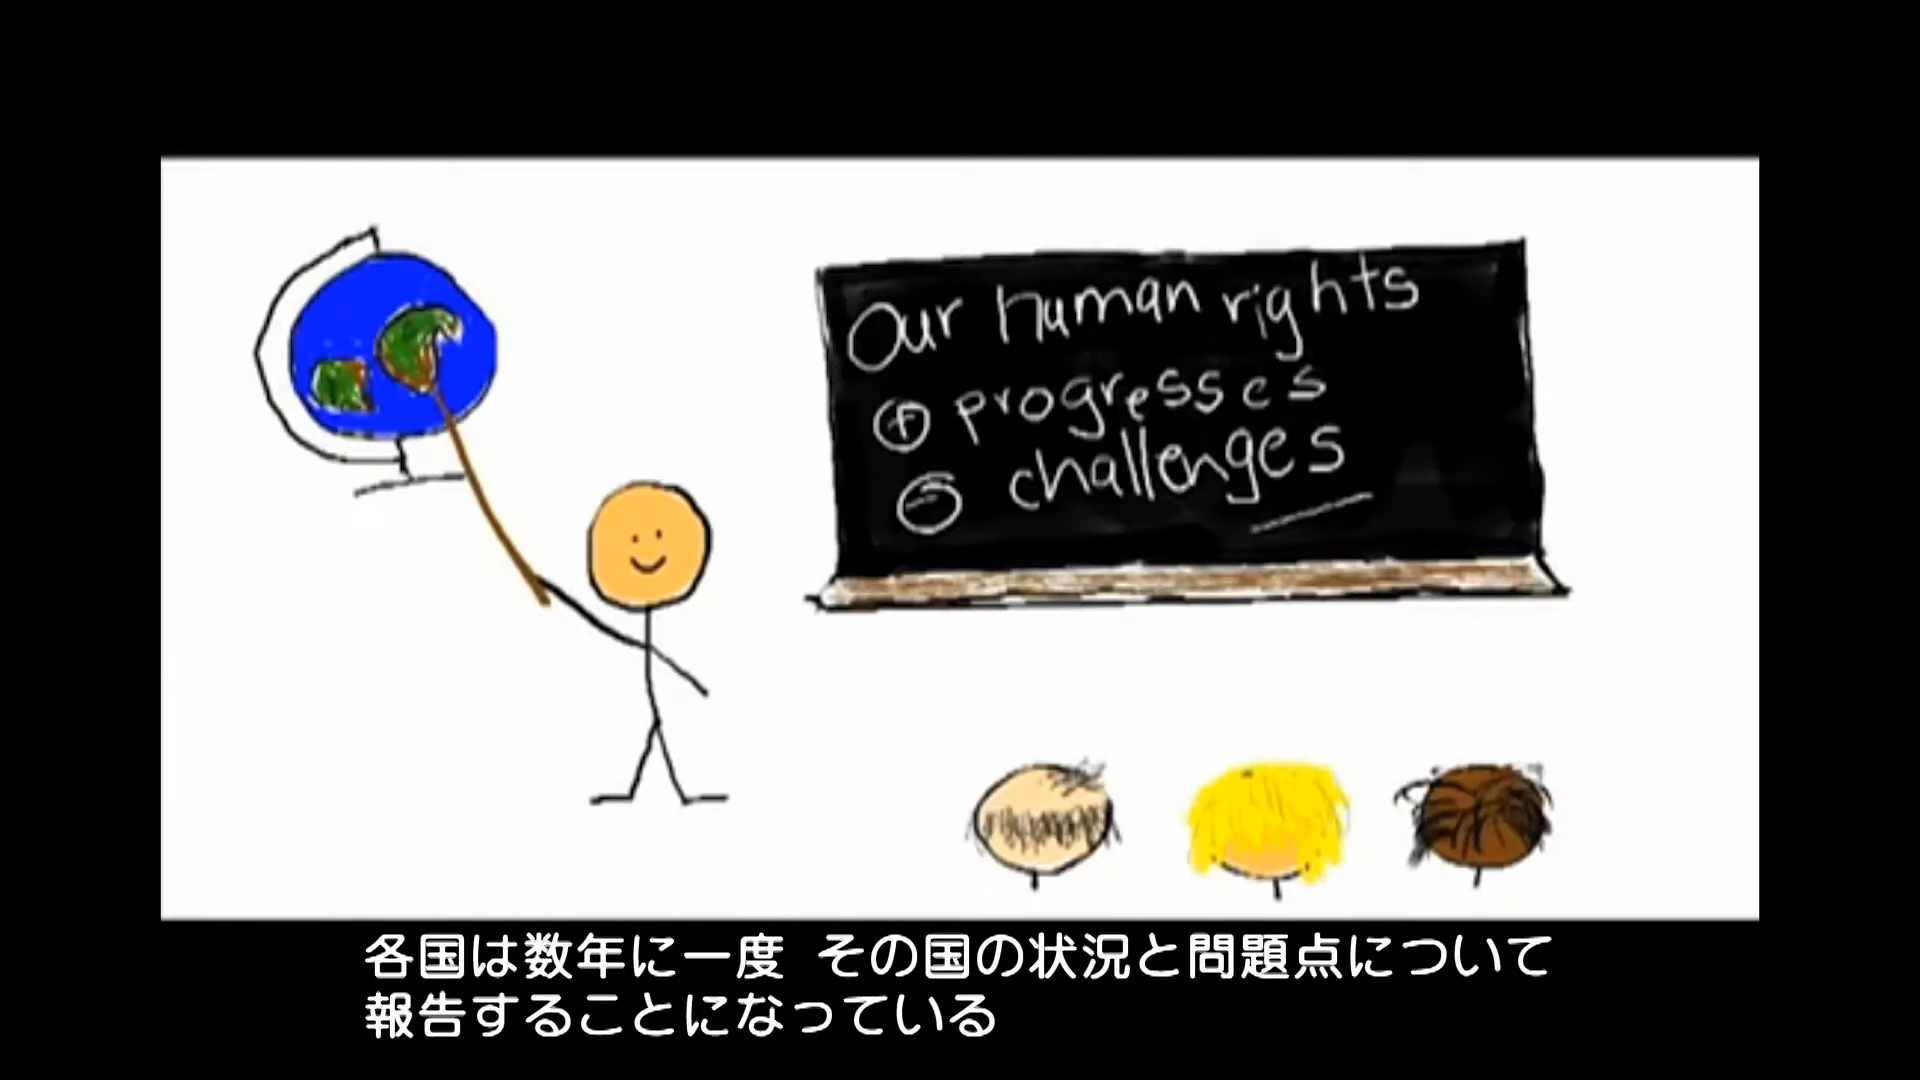 Our human rights
⊕ progresses
⊖ challenges
各国は数年に一度 その国の状況と問題点について
報告することになっている